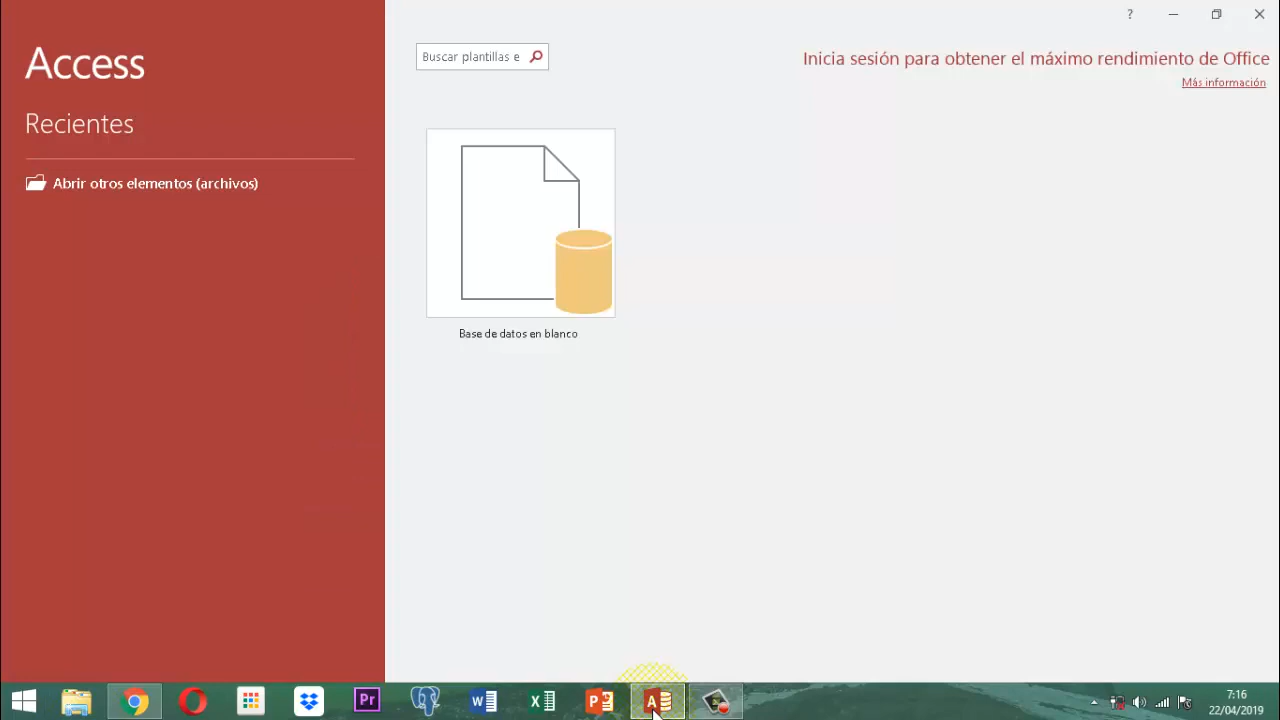 Access
Recientes
Abrir otros elementos (archivos)
?
Buscar plantillas e
Inicia sesión para obtener el máximo rendimiento de Office
Más información
Base de datos en blanco
Pr
W
X
P
A
7:16
22/04/2019